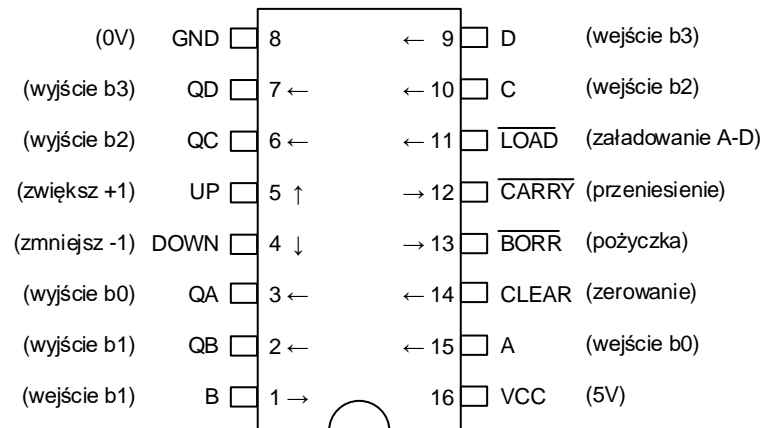 (0V) GND 8 ← 9 D (wejście b3)
(wyjście b3) QD 7 ← ← 10 C (wejście b2)
(wyjście b2) QC 6 ← ← 11 LOAD (załadowanie A-D)
(zwiększ +1) UP 5 ↑ → 12 CARRY (przeniesienie)
(zmniejsz -1) DOWN 4 ↓ → 13 BORR (pożyczka)
(wyjście b0) QA 3 ← ← 14 CLEAR (zerowanie)
(wyjście b1) QB 2 ← ← 15 A (wejście b0)
(wejście b1) B 1 → 16 VCC (5V)